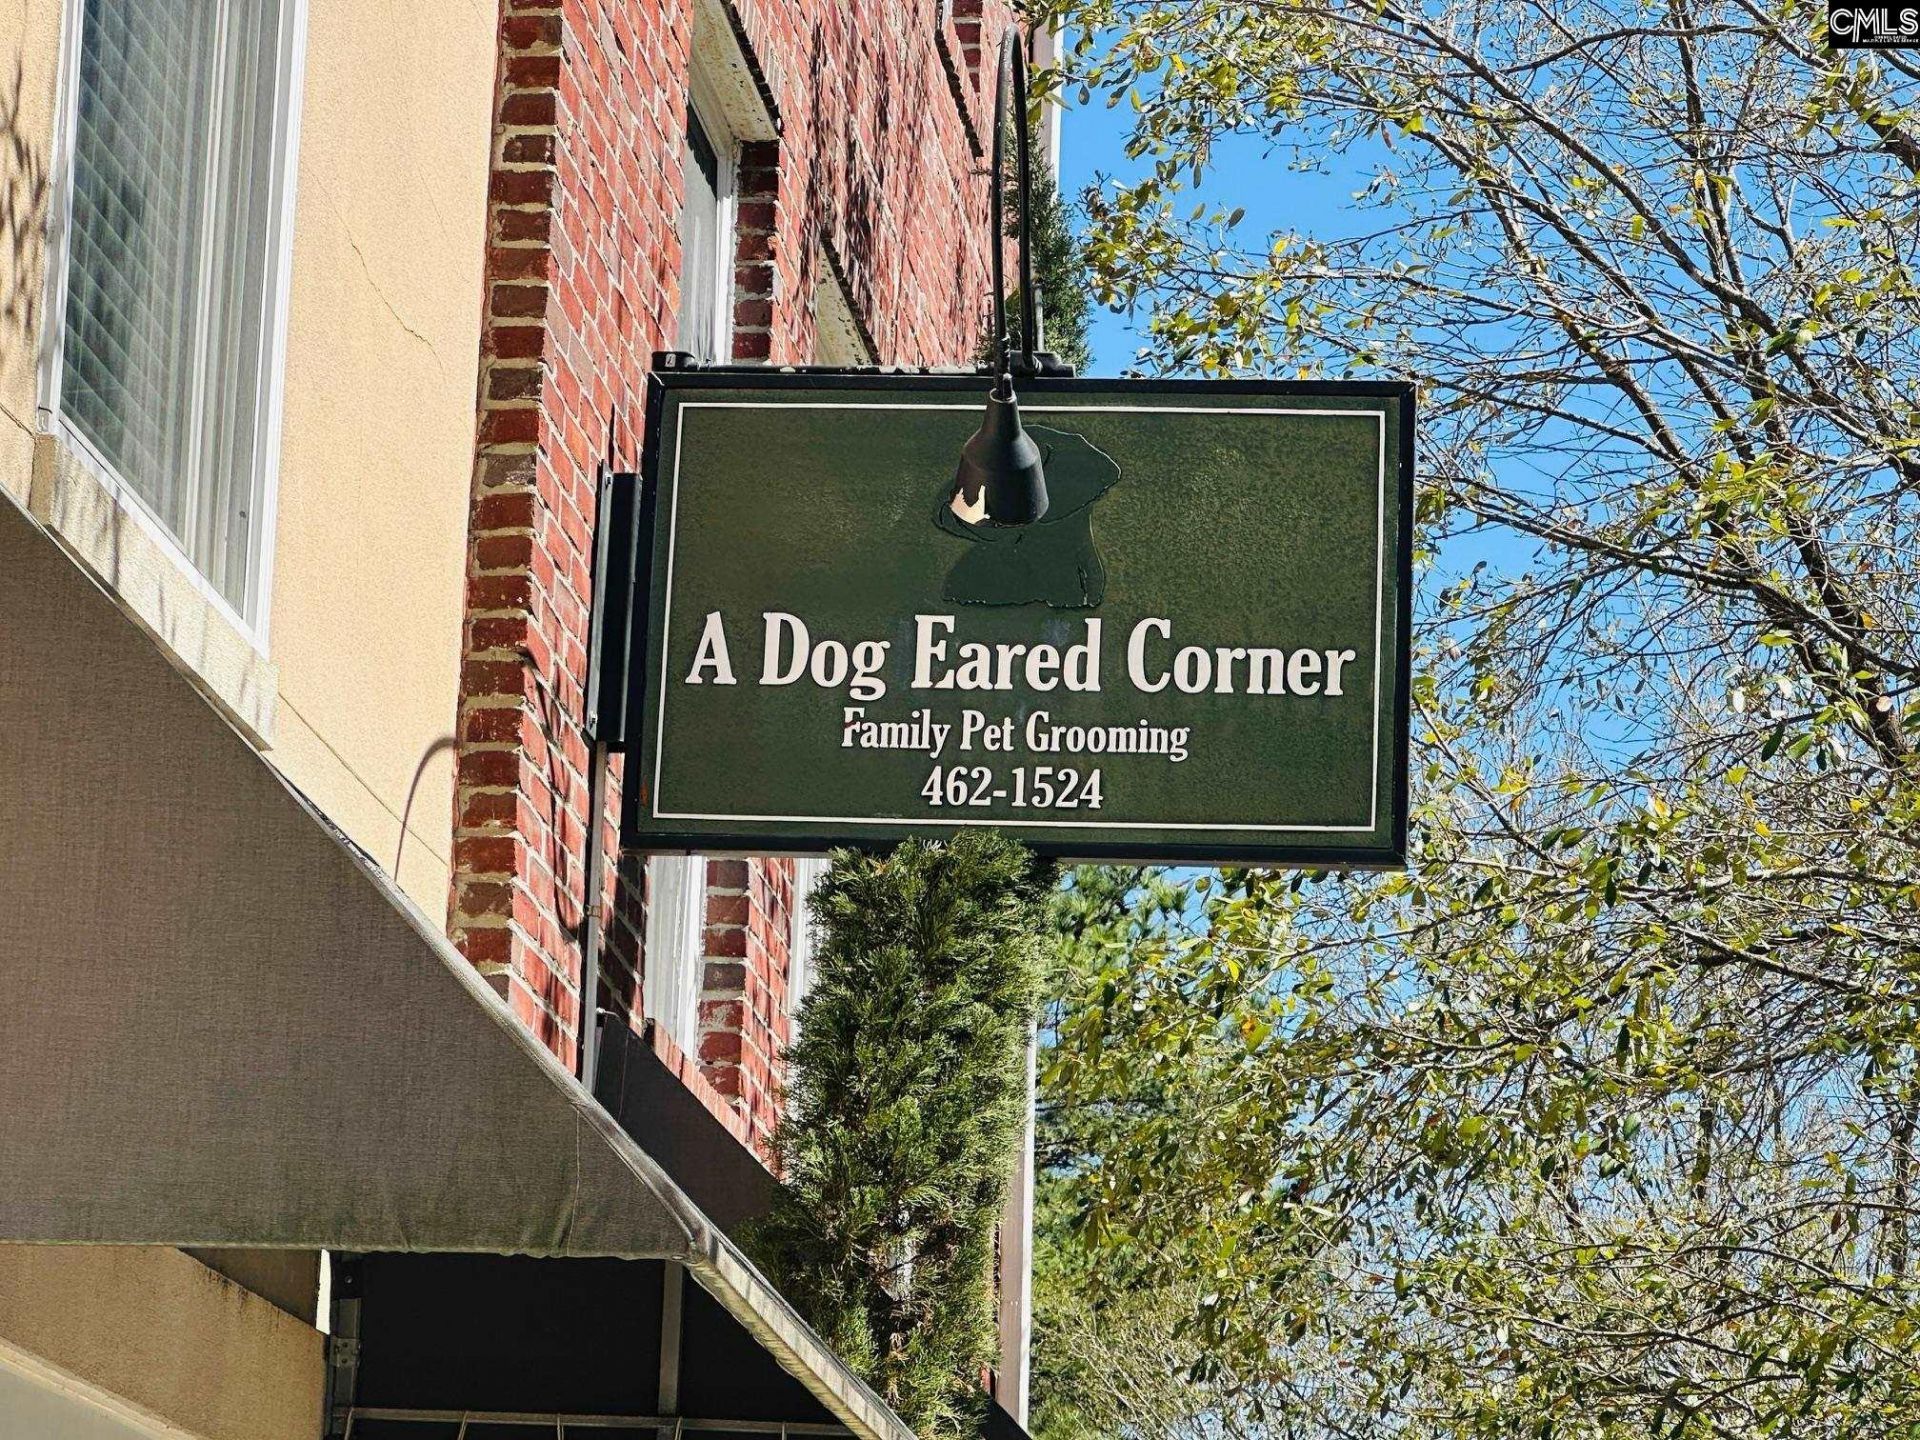 CMLS
A Dog Eared Corner
Family Pet Grooming
462-1524